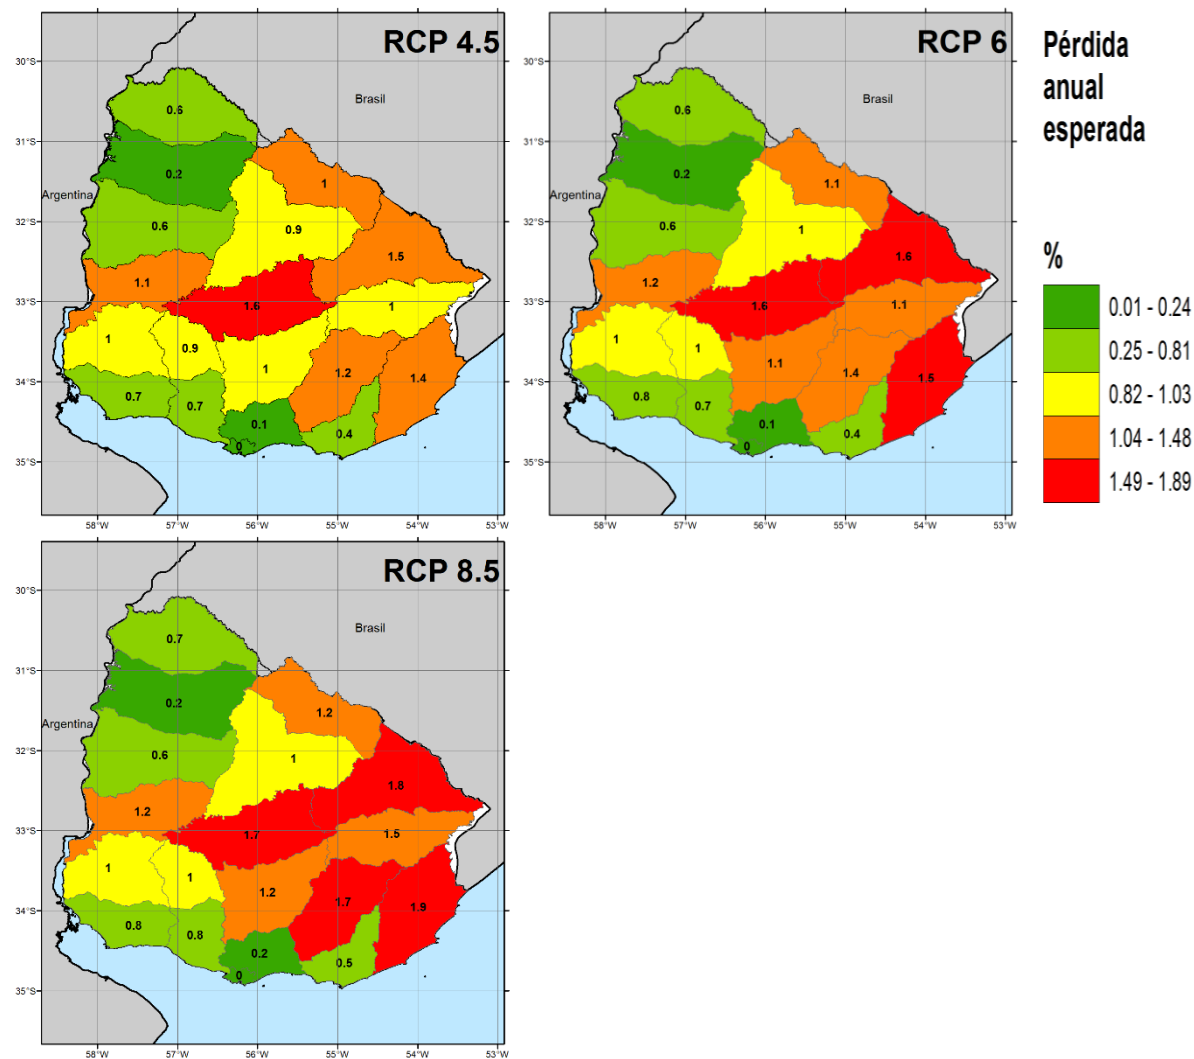 RCP 4.5
30°S
Brasil
31°S
Argentina
32°S
33°S
34°S
35°S
58°W 57°W 56°W 55°W 54°W 53°W
0.6
0.2
1
0.6
0.9
1.5
1.1
1.6
1
1
0.9
1
1.2
1.4
0.7
0.7
0.1
0.4
0
RCP 6
30°S
Brasil
31°S
Argentina
32°S
33°S
34°S
35°S
58°W 57°W 56°W 55°W 54°W 53°W
0.6
0.2
1.1
0.6
1
1.6
1.2
1.6
1.1
1
1
1.1
1.4
1.5
0.8
0.7
0.1
0.4
0
Pérdida
anual
esperada
%
0.01 - 0.24
0.25 - 0.81
0.82 - 1.03
1.04 - 1.48
1.49 - 1.89
RCP 8.5
30°S
Brasil
31°S
Argentina
32°S
33°S
34°S
35°S
58°W 57°W 56°W 55°W 54°W 53°W
0.7
0.2
1.2
0.6
1
1.8
1.2
1.7
1.5
1
1
1.2
1.7
1.9
0.8
0.8
0.2
0.5
0